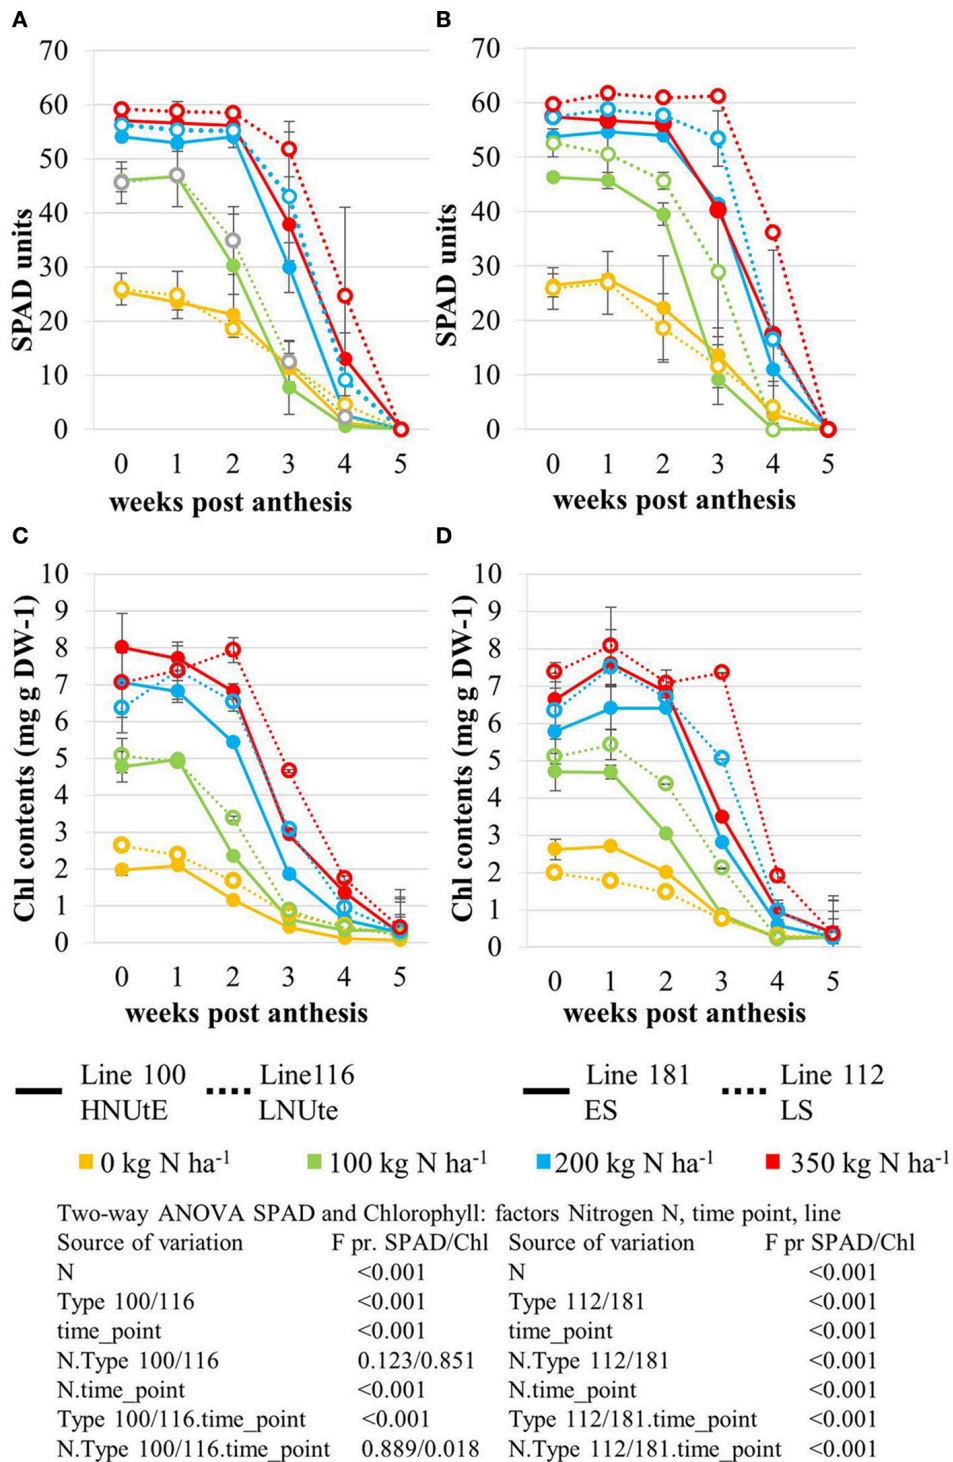 A
70
60
50
40
30
20
10
0
SPAD units
0 1 2 3 4 5
weeks post anthesis
B
70
60
50
40
30
20
10
0
SPAD units
0 1 2 3 4 5
weeks post anthesis
C
10
9
8
7
6
5
4
3
2
1
0
Chl contents (mg g DW-1)
0 1 2 3 4 5
weeks post anthesis
D
10
9
8
7
6
5
4
3
2
1
0
Chl contents (mg g DW-1)
0 1 2 3 4 5
weeks post anthesis
Line 100 Line116 Line 181 Line 112
HNUtE LNUte ES LS
0 kg N ha-1 100 kg N ha-1 200 kg N ha-1 350 kg N ha-1
Two-way ANOVA SPAD and Chlorophyll: factors Nitrogen N, time point, line
Source of variation F pr. SPAD/Chl Source of variation F pr SPAD/Chl
N <0.001 N <0.001
Type 100/116 <0.001 Type 112/181 <0.001
time_point <0.001 time_point <0.001
N.Type 100/116 0.123/0.851 N.Type 112/181 <0.001
N.time_point <0.001 N.time_point <0.001
Type 100/116.time_point <0.001 Type 112/181.time_point <0.001
N.Type 100/116.time_point 0.889/0.018 N.Type 112/181.time_point <0.001